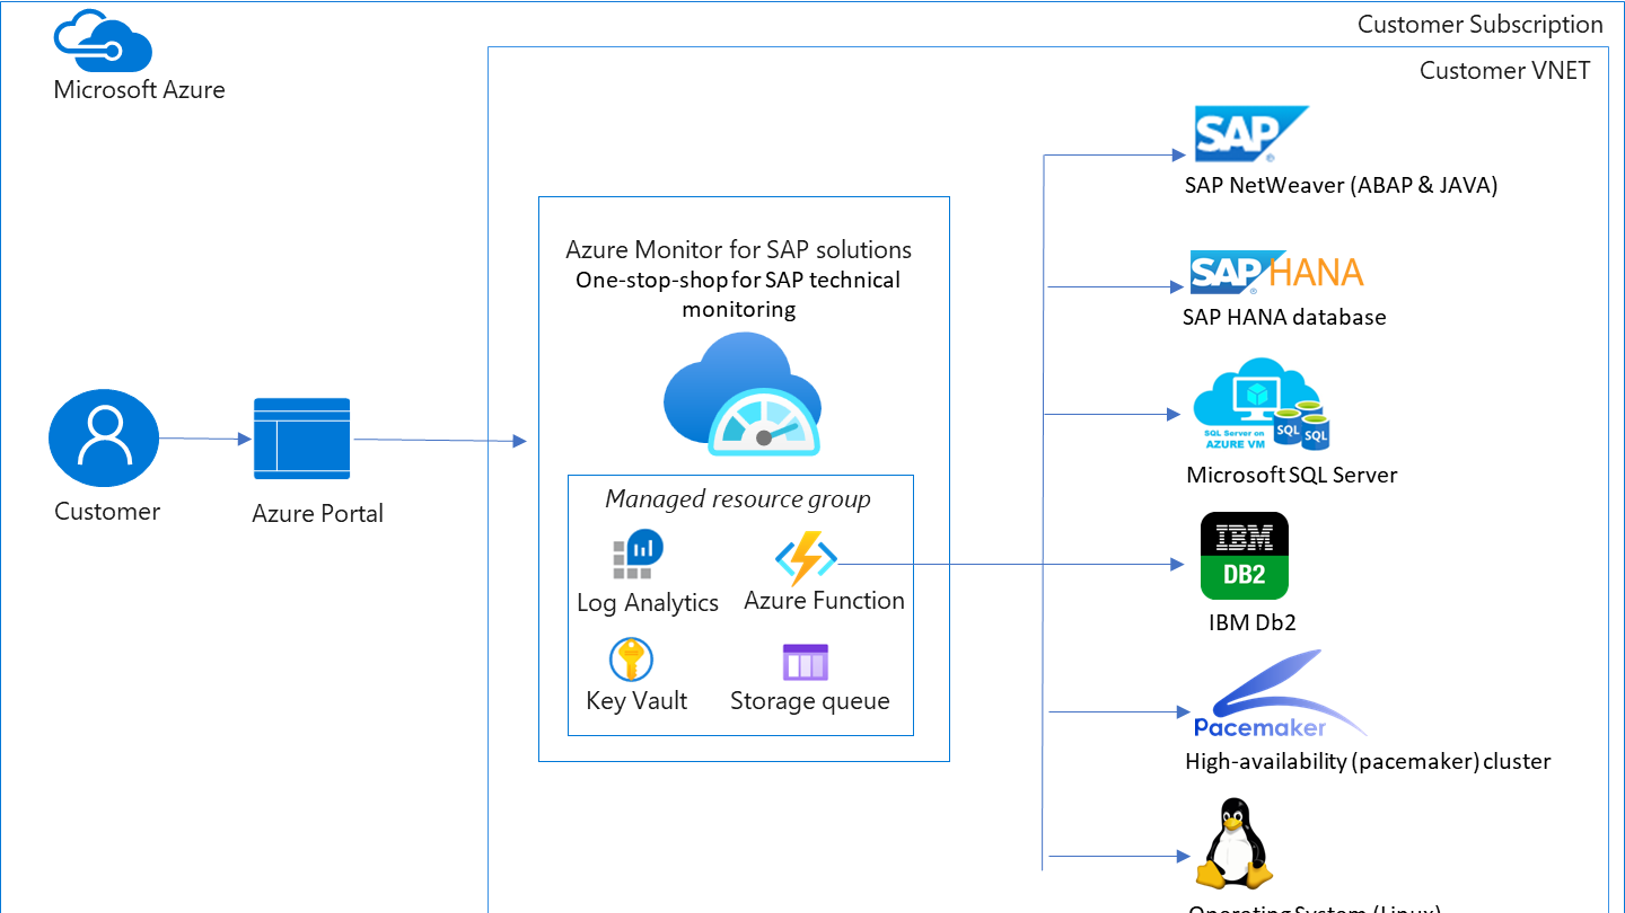 Customer Subscription
Microsoft Azure
Customer VNET
SAP
SAP NetWeaver (ABAP & JAVA)
Azure Monitor for SAP solutions
One-stop-shop for SAP technical
monitoring
SAP HANA
SAP HANA database
SQL Server on
AZURE VM
SQL
SQL
Microsoft SQL Server
Customer
Azure Portal
Managed resource group
Log Analytics
Azure Function
Key Vault
Storage queue
IBM
DB2
IBM Db2
Pacemaker
High-availability (pacemaker) cluster
Operating System (Linux)